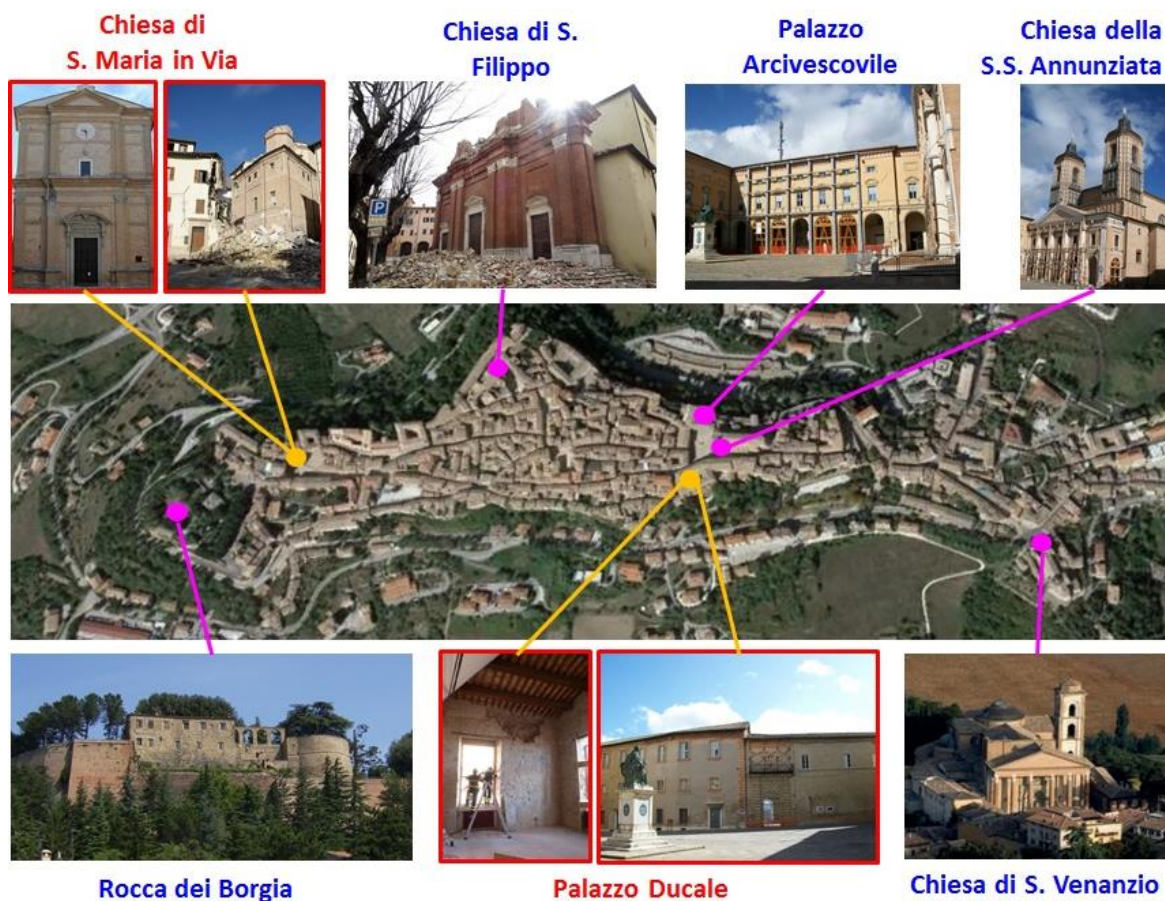 Chiesa di
S. Maria in Via
Chiesa di S.
Filippo
Palazzo
Arcivescovile
Chiesa della
S.S. Annunziata
P
Rocca dei Borgia
Palazzo Ducale
Chiesa di S. Venanzio